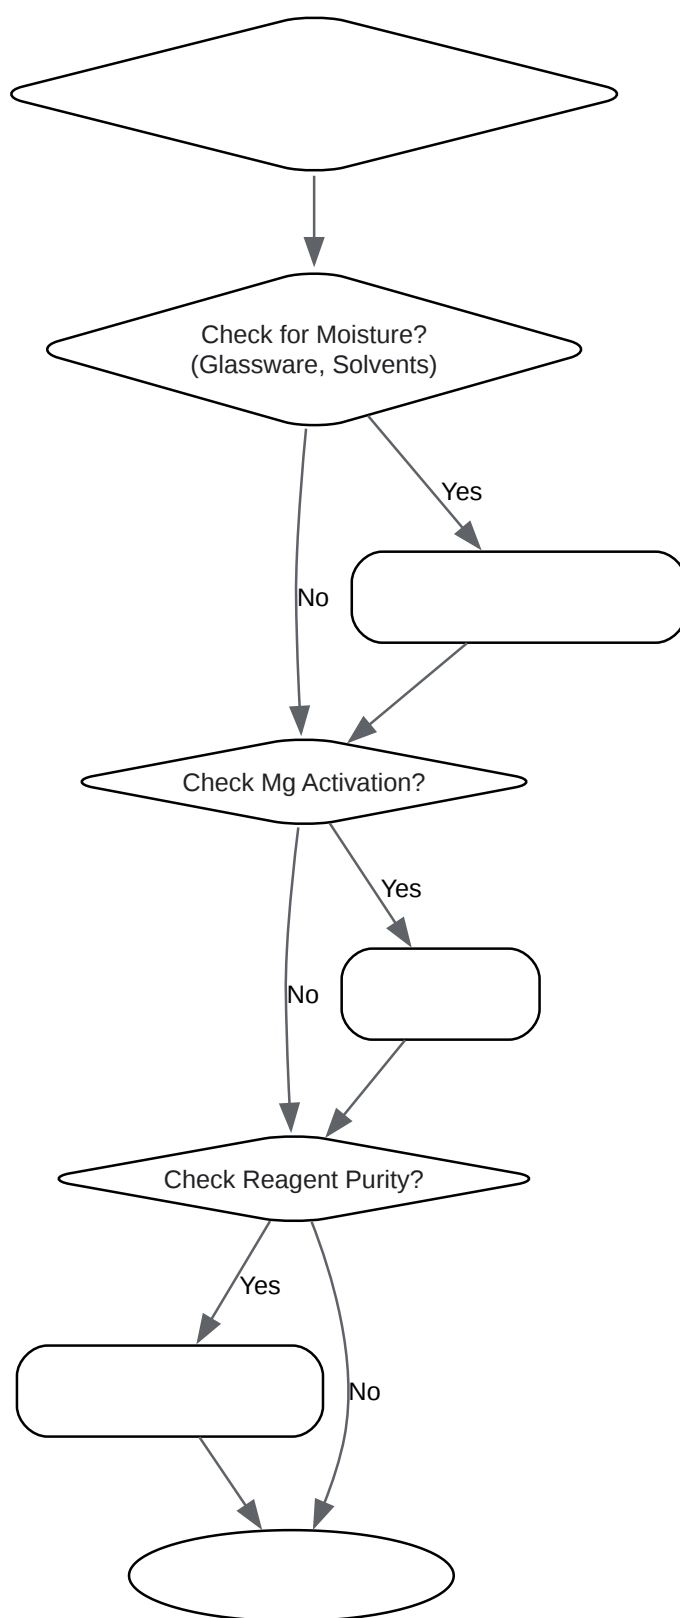 Check for Moisture?
(Glassware, Solvents)
Yes
No
Check Mg Activation?
Yes
No
Check Reagent Purity?
Yes
No